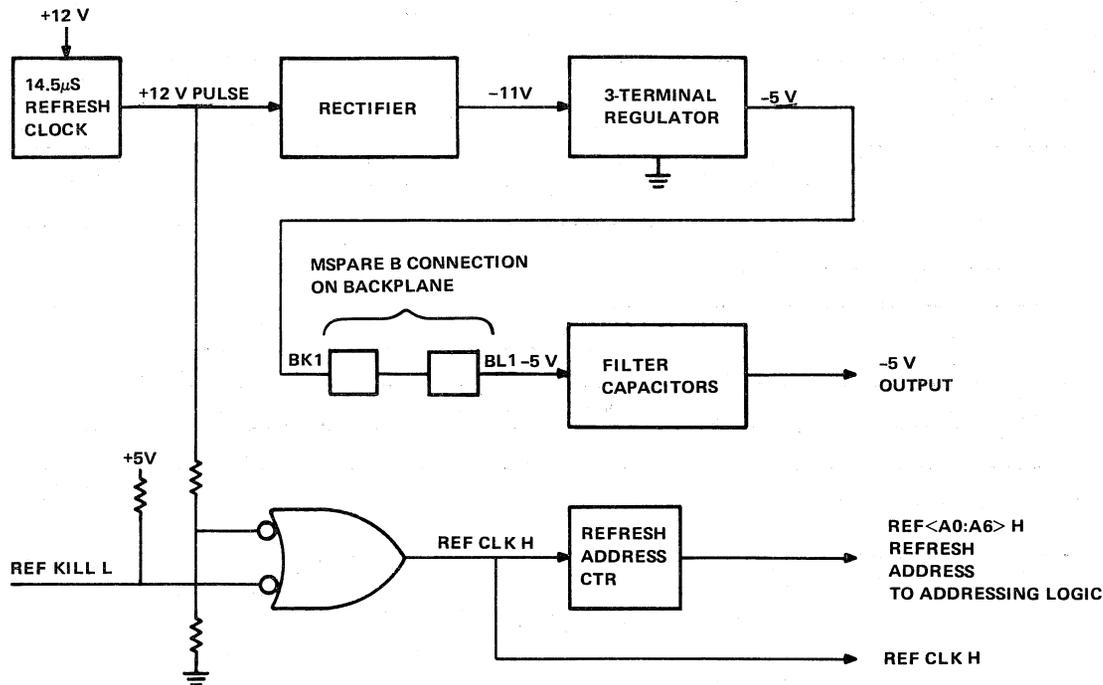 +12 V
14.5μS
REFRESH
CLOCK
+12 V PULSE
RECTIFIER
−11V
3-TERMINAL
REGULATOR
−5 V
MSPARE B CONNECTION
ON BACKPLANE
BK1
BL1 −5 V
FILTER
CAPACITORS
−5 V
OUTPUT
+5V
REF KILL L
REF CLK H
REFRESH
ADDRESS
CTR
REF<A0:A6> H
REFRESH
ADDRESS
TO ADDRESSING LOGIC
REF CLK H